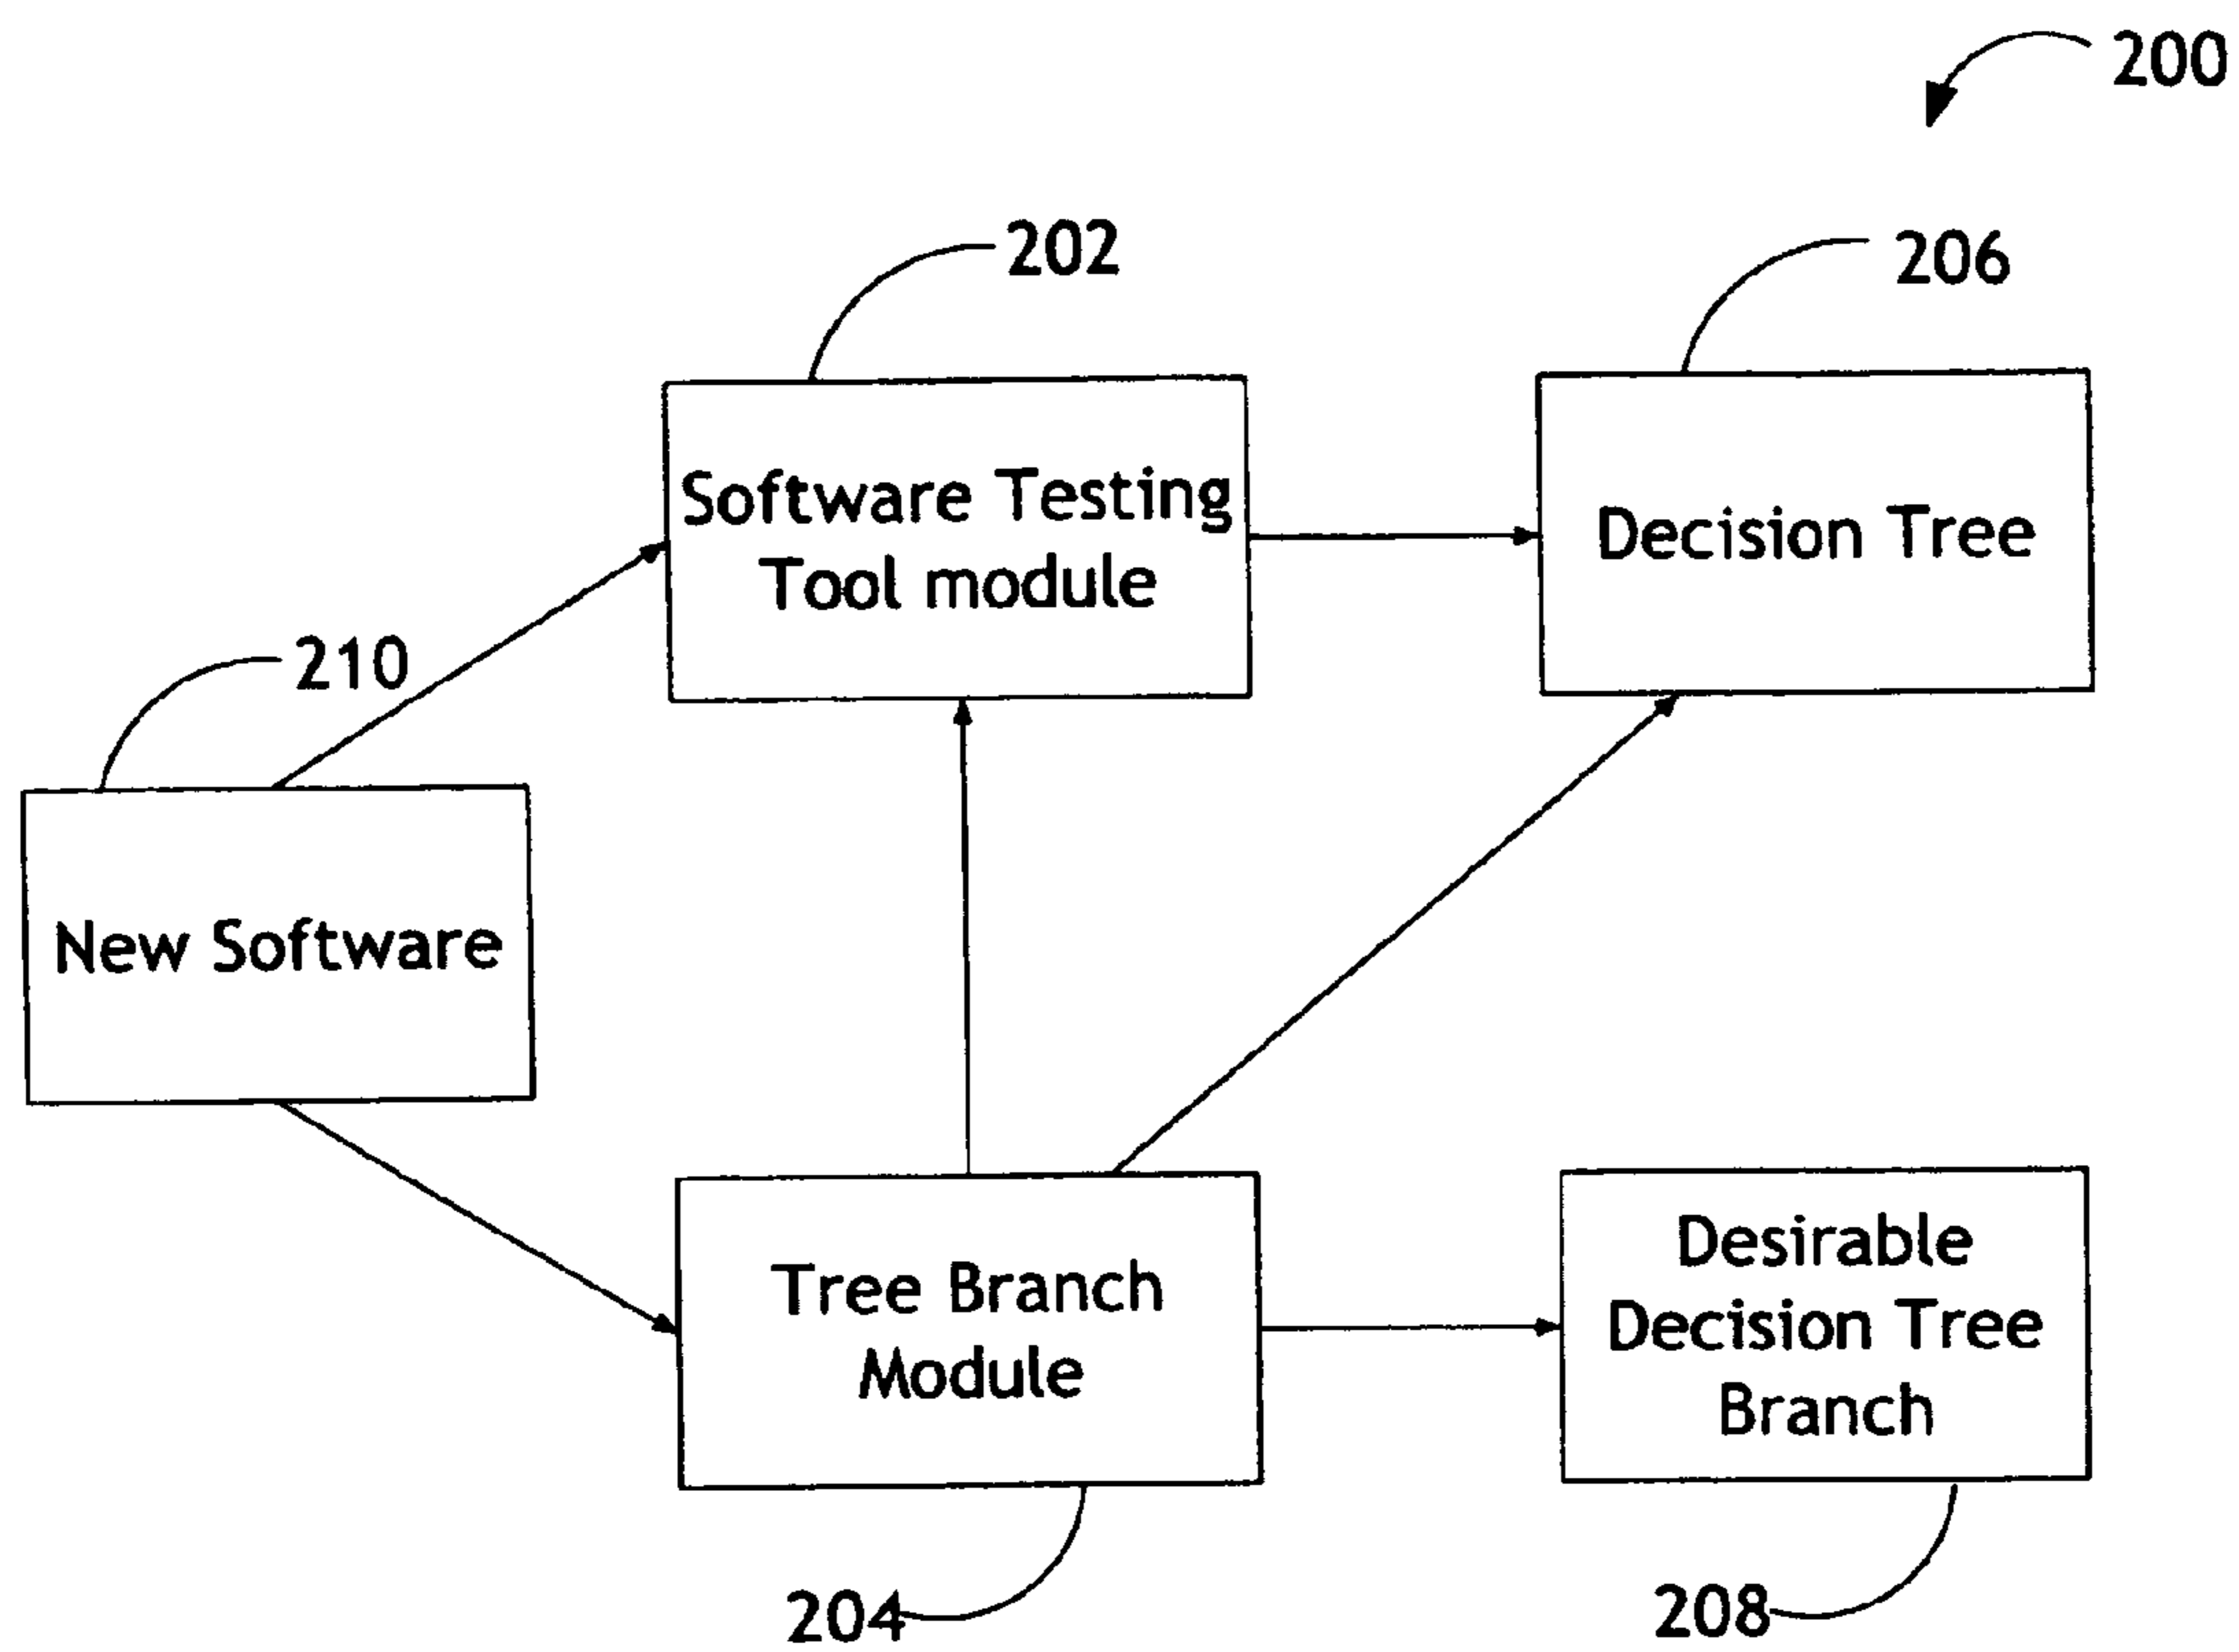 200
202
206
Software Testing
Tool module
Decision Tree
210
New Software
Tree Branch
Module
Desirable
Decision Tree
Branch
204
208